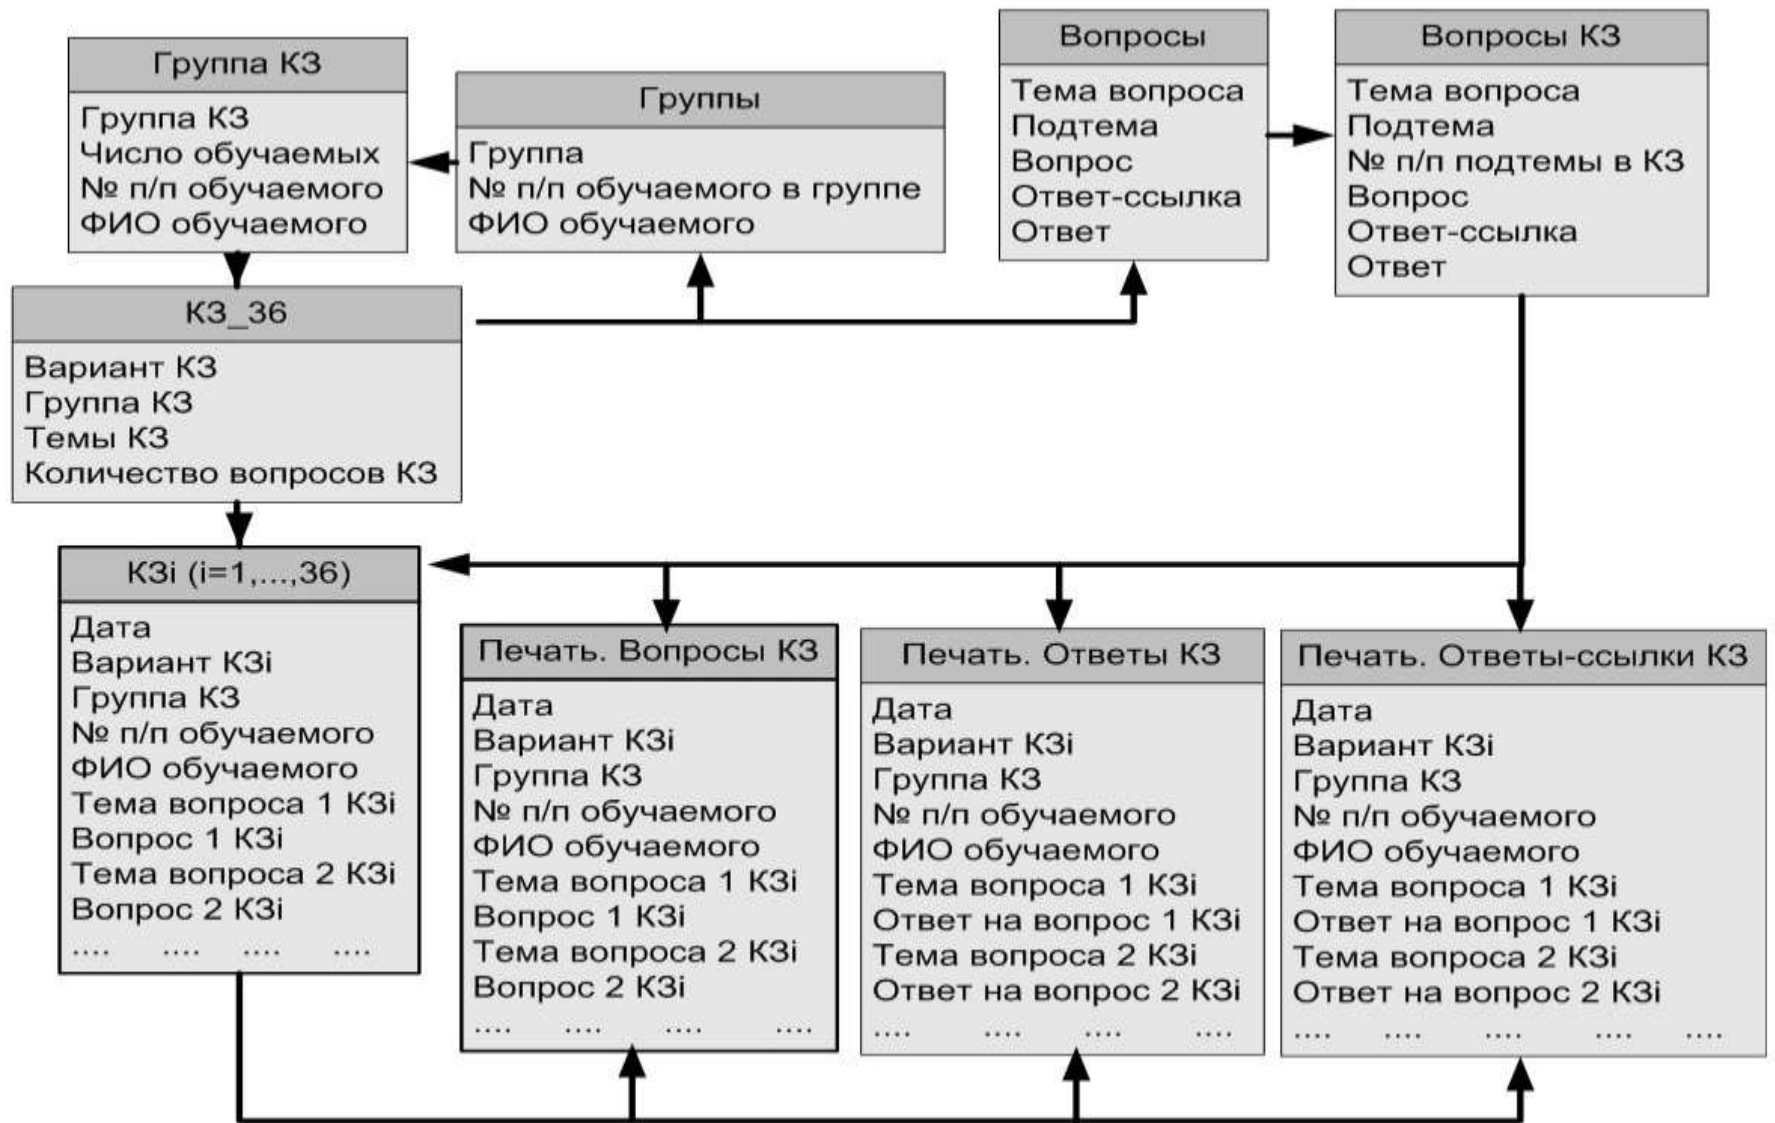 Группа КЗ
Группа КЗ
Число обучаемых
№ п/п обучаемого
ФИО обучаемого
Группы
Группа
№ п/п обучаемого в группе
ФИО обучаемого
Вопросы
Тема вопроса
Подтема
Вопрос
Ответ-ссылка
Ответ
Вопросы КЗ
Тема вопроса
Подтема
№ п/п подтемы в КЗ
Вопрос
Ответ-ссылка
Ответ
КЗ_36
Вариант КЗ
Группа КЗ
Темы КЗ
Количество вопросов КЗ
КЗi (i=1,...,36)
Дата
Вариант КЗi
Группа КЗ
№ п/п обучаемого
ФИО обучаемого
Тема вопроса 1 КЗi
Вопрос 1 КЗi
Тема вопроса 2 КЗi
Вопрос 2 КЗi
.... .... .... ....
Печать. Вопросы КЗ
Дата
Вариант КЗi
Группа КЗ
№ п/п обучаемого
ФИО обучаемого
Тема вопроса 1 КЗi
Вопрос 1 КЗi
Тема вопроса 2 КЗi
Вопрос 2 КЗi
.... .... .... ....
Печать. Ответы КЗ
Дата
Вариант КЗi
Группа КЗ
№ п/п обучаемого
ФИО обучаемого
Тема вопроса 1 КЗi
Ответ на вопрос 1 КЗi
Тема вопроса 2 КЗi
Ответ на вопрос 2 КЗi
.... .... .... ....
Печать. Ответы-ссылки КЗ
Дата
Вариант КЗi
Группа КЗ
№ п/п обучаемого
ФИО обучаемого
Тема вопроса 1 КЗi
Ответ на вопрос 1 КЗi
Тема вопроса 2 КЗi
Ответ на вопрос 2 КЗi
.... .... .... .... ....